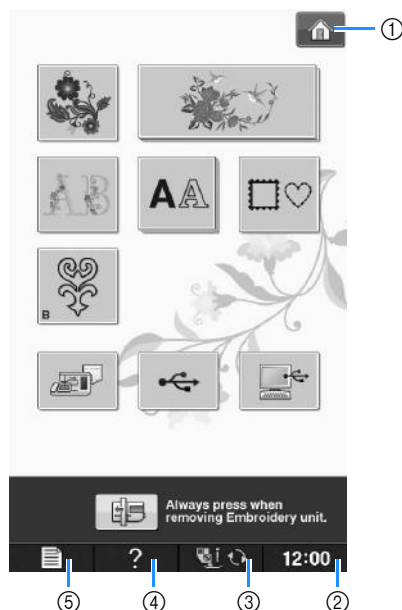 ①
AB
AA
B
Always press when
removing Embroidery unit.
?
12:00
⑤ ④ ③ ②